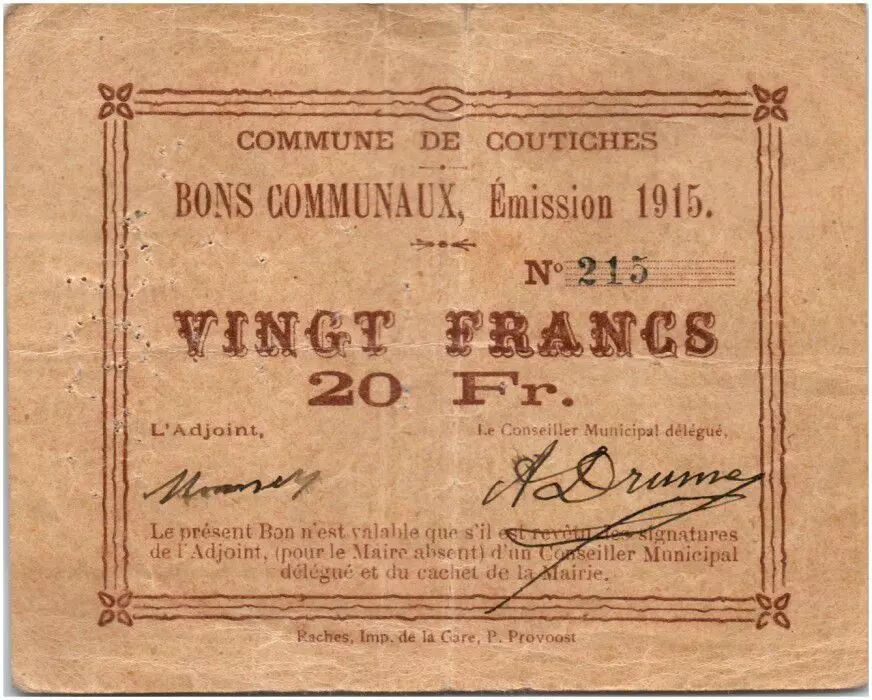 COMMUNE DE COUTICHES
BONS COMMUNAUX, Émission 1915.
Nº 215
VINGT FRANCS
20 Fr.
L'Adjoint,
Le Conseiller Municipal délégué,
A Drume
Le présent Bon n'est valable que s'il est revêtu des signatures
de l'Adjoint, (pour le Maire absent) d'un Conseiller Municipal
délégué et du cachet de la Mairie.
Raches, Imp. de la Gare, P. Provoost